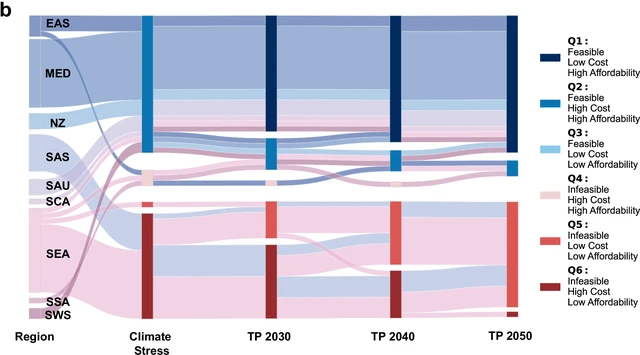 b
EAS
MED
NZ
SAS
SAU
SCA
SEA
SSA
SWS
Region
Climate
Stress
TP 2030
TP 2040
TP 2050
Q1:
Feasible
Low Cost
High Affordability
Q2:
Feasible
High Cost
High Affordability
Q3:
Feasible
Low Cost
Low Affordability
Q4:
Infeasible
High Cost
High Affordability
Q5:
Infeasible
Low Cost
Low Affordability
Q6:
Infeasible
High Cost
Low Affordability